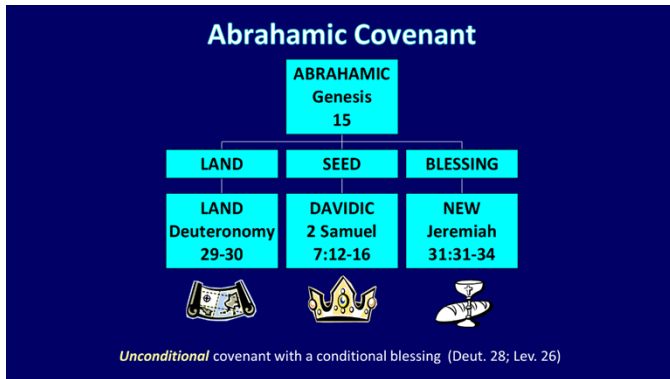 Abrahamic Covenant
ABRAHAMIC
Genesis
15
LAND
SEED
BLESSING
LAND
Deuteronomy
29-30
DAVIDIC
2 Samuel
7:12-16
NEW
Jeremiah
31:31-34
Unconditional covenant with a conditional blessing (Deut. 28; Lev. 26)